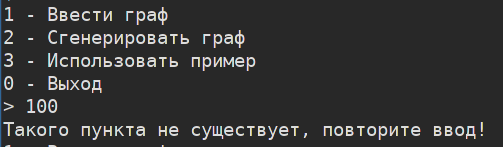 1 - Ввести граф
2 - Сгенерировать граф
3 - Использовать пример
0 - Выход
> 100
Такого пункта не существует, повторите ввод!